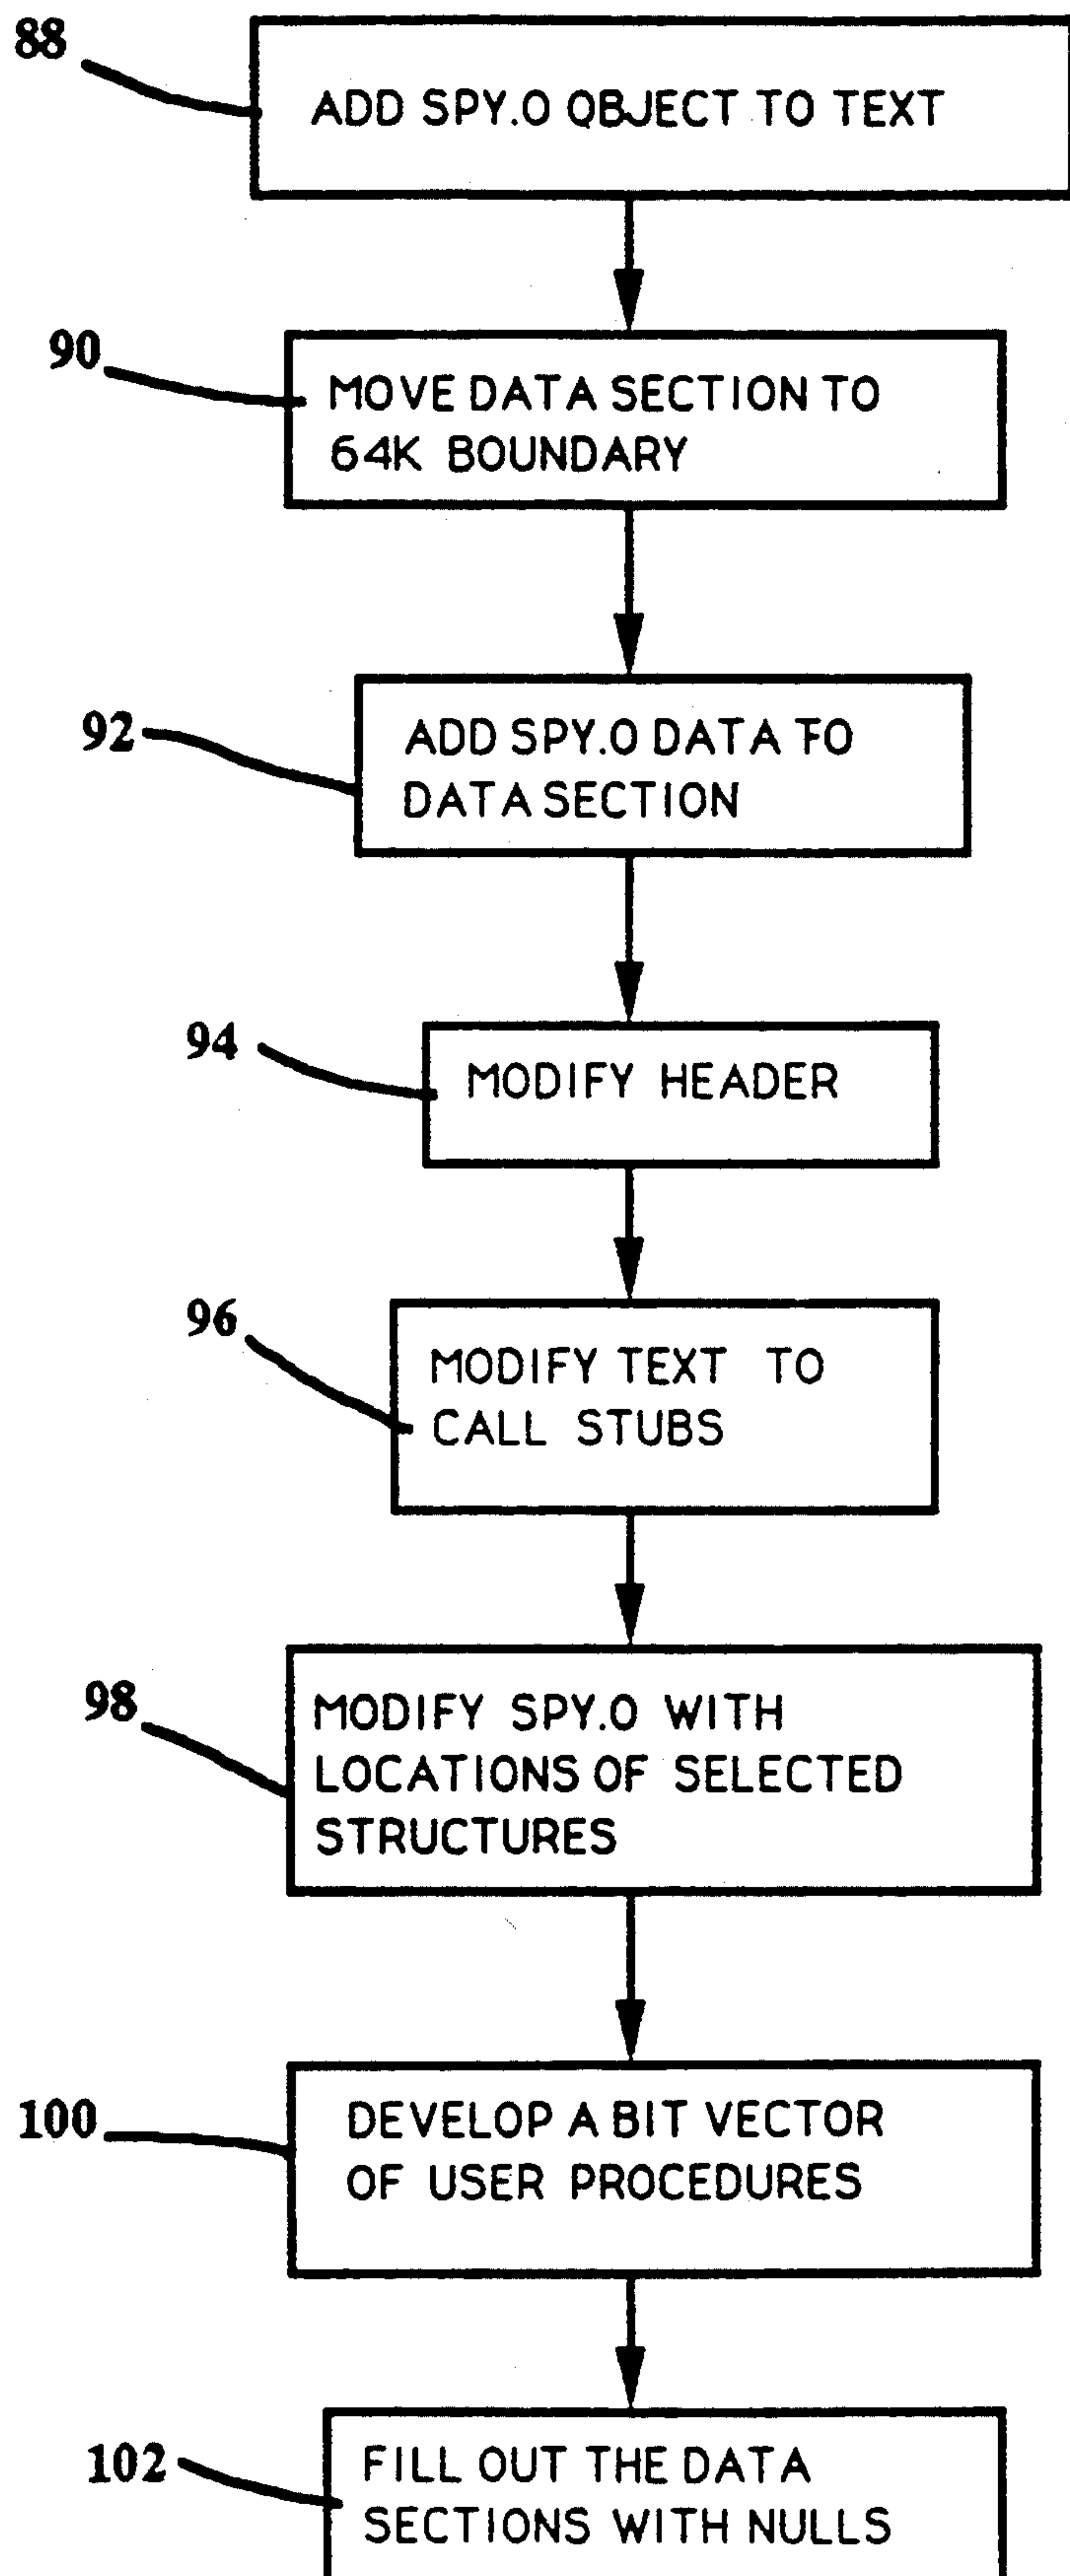 88
ADD SPY.O QBJECT TO TEXT
90
MOVE DATA SECTION TO
64K BOUNDARY
92
ADD SPY.O DATA TO
DATA SECTION
94
MODIFY HEADER
96
MODIFY TEXT TO
CALL STUBS
98
MODIFY SPY.O WITH
LOCATIONS OF SELECTED
STRUCTURES
100
DEVELOP A BIT VECTOR
OF USER PROCEDURES
102
FILL OUT THE DATA
SECTIONS WITH NULLS